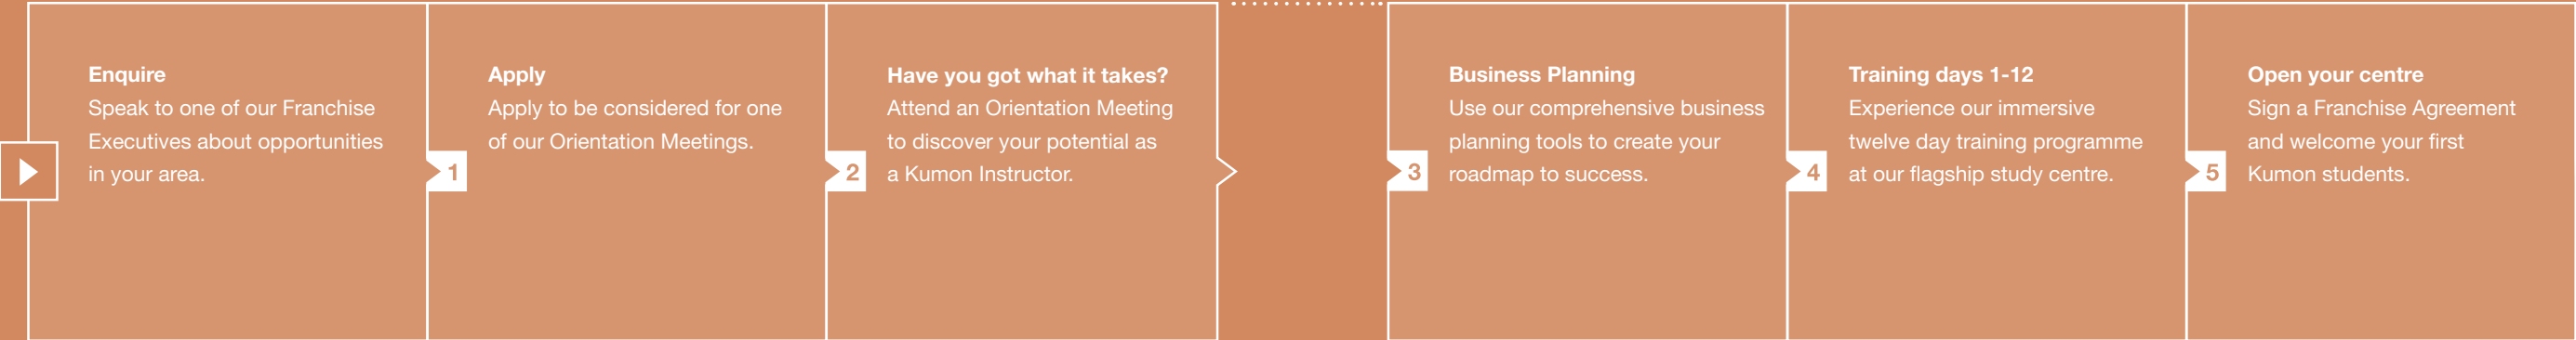 Enquire
Speak to one of our Franchise
Executives about opportunities
in your area.
1
Apply
Apply to be considered for one
of our Orientation Meetings.
2
Have you got what it takes?
Attend an Orientation Meeting
to discover your potential as
a Kumon Instructor.
3
Business Planning
Use our comprehensive business
planning tools to create your
roadmap to success.
4
Training days 1-12
Experience our immersive
twelve day training programme
at our flagship study centre.
5
Open your centre
Sign a Franchise Agreement
and welcome your first
Kumon students.